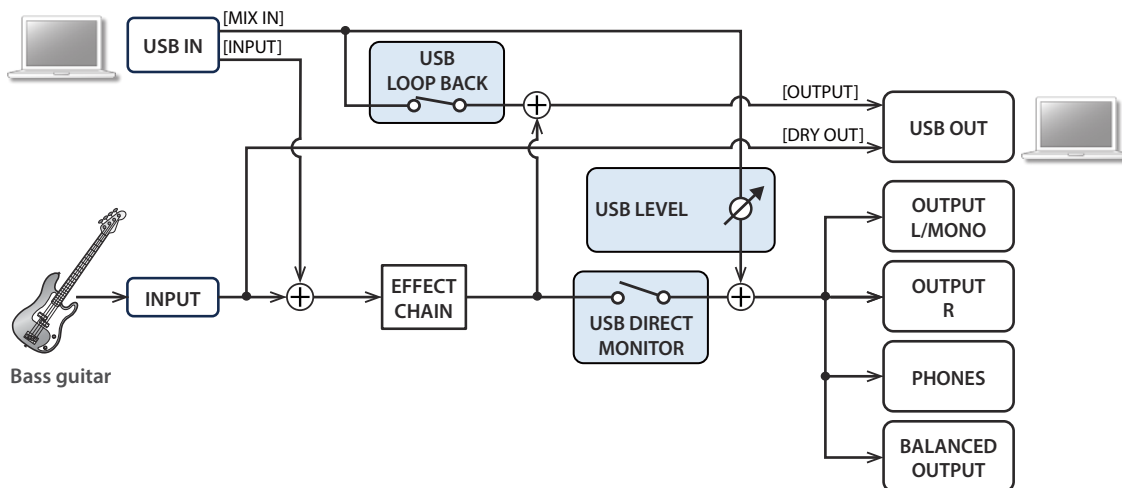 [MIX IN]
USB IN
[INPUT]
USB
LOOP BACK
[OUTPUT]
USB OUT
[DRY OUT]
USB LEVEL
OUTPUT
L/MONO
INPUT
EFFECT
CHAIN
OUTPUT
R
USB DIRECT
MONITOR
Bass guitar
PHONES
BALANCED
OUTPUT